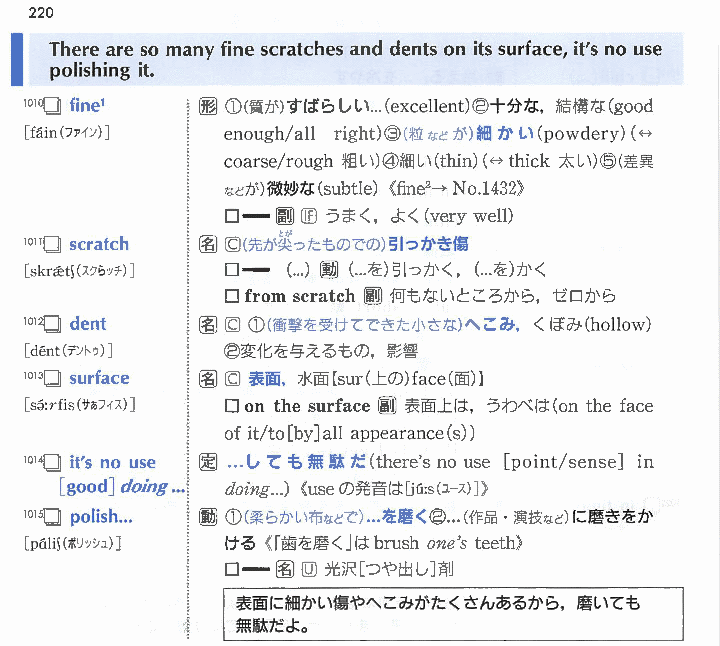 220
There are so many fine scratches and dents on its surface, it's no use
polishing it.
1010 fine¹ 形 ①(質が)すばらしい…(excellent)②十分な，結構な(good
[fáin(ファイン)] enough/all right)③(粒などが)細かい(powdery)(↔
coarse/rough 粗い)④細い(thin)(↔ thick 太い)⑤(差異
などが)微妙な(subtle)《fine²→ No.1432》
□━ 副 IF うまく，よく(very well)
1011 scratch 名 C (先が尖ったものでの)引っかき傷
[skrætʃ(スクらッチ)] □━ (…) 動 (…を)引っかく，(…を)かく
□ from scratch 副 何もないところから，ゼロから
1012 dent 名 C ①(衝撃を受けてできた小さな)へこみ，くぼみ(hollow)
[dént(デントゥ)] ②変化を与えるもの，影響
1013 surface 名 C 表面，水面【sur(上の)face(面)】
[sə́ːrfis(サぁフィス)] □ on the surface 副 表面上は，うわべは(on the face
of it/to[by]all appearance(s))
1014 it's no use 定 …しても無駄だ(there's no use [point/sense] in
[good] doing … doing…)《use の発音は[júːs(ユース)]》
1015 polish… 動 ①(柔らかい布などで)…を磨く②…(作品・演技など)に磨きをか
[páliʃ(ポリッシュ)] ける《「歯を磨く」は brush one's teeth》
□━ 名 U 光沢[つや出し]剤
表面に細かい傷やへこみがたくさんあるから，磨いても
無駄だよ。